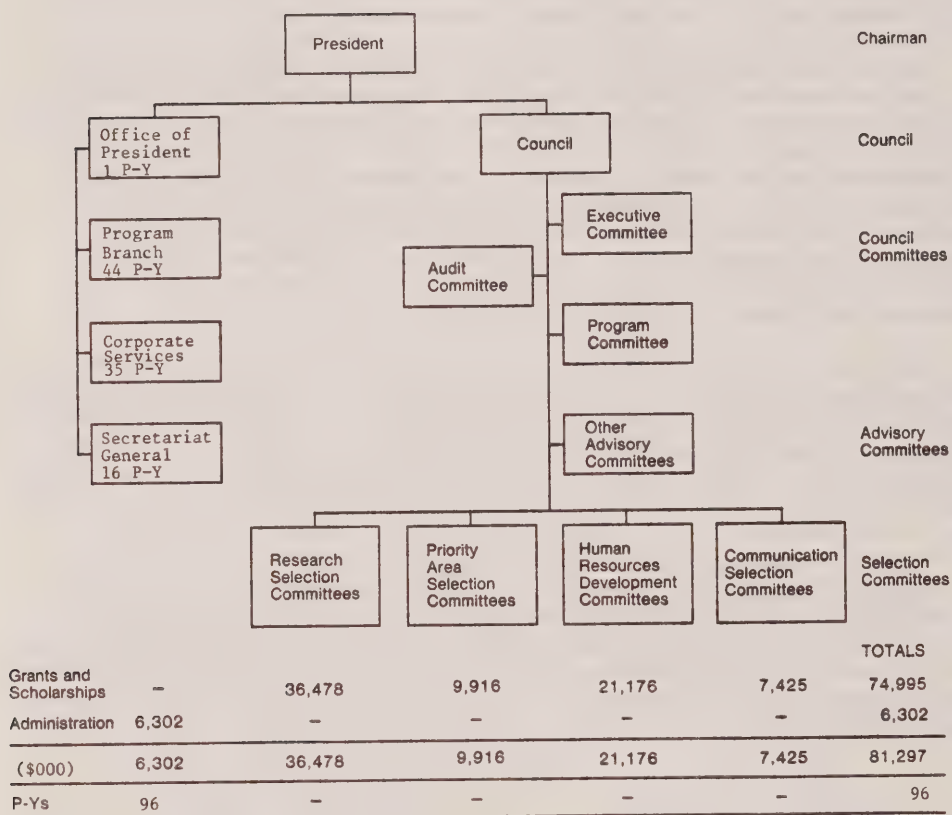 President
Chairman
Office of
President
1 P-Y
Council
Council
Executive
Committee
Council
Committees
Program
Branch
44 P-Y
Audit
Committee
Program
Committee
Corporate
Services
35 P-Y
Other
Advisory
Committees
Advisory
Committees
Secretariat
General
16 P-Y
Research
Selection
Committees
Priority
Area
Selection
Committees
Human
Resources
Development
Committees
Communication
Selection
Committees
Selection
Committees
TOTALS
Grants and
Scholarships – 36,478 9,916 21,176 7,425 74,995
Administration 6,302 – – – – 6,302
($000) 6,302 36,478 9,916 21,176 7,425 81,297
P-Ys 96 – – – – 96